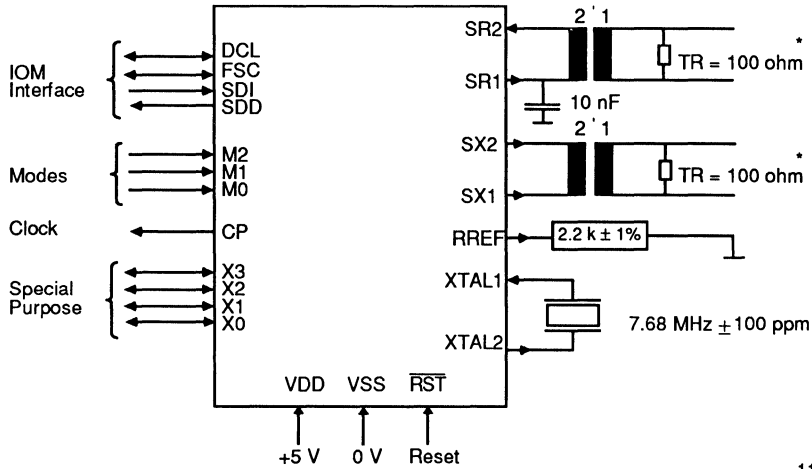 IOM
Interface
DCL
FSC
SDI
SDD
Modes
M2
M1
M0
Clock
CP
Special
Purpose
X3
X2
X1
X0
VDD
VSS
RST
+5 V
0 V
Reset
SR2
SR1
2 ' 1
*
TR = 100 ohm
10 nF
SX2
SX1
2 ' 1
*
TR = 100 ohm
RREF
2.2 k ± 1%
XTAL1
XTAL2
7.68 MHz ± 100 ppm